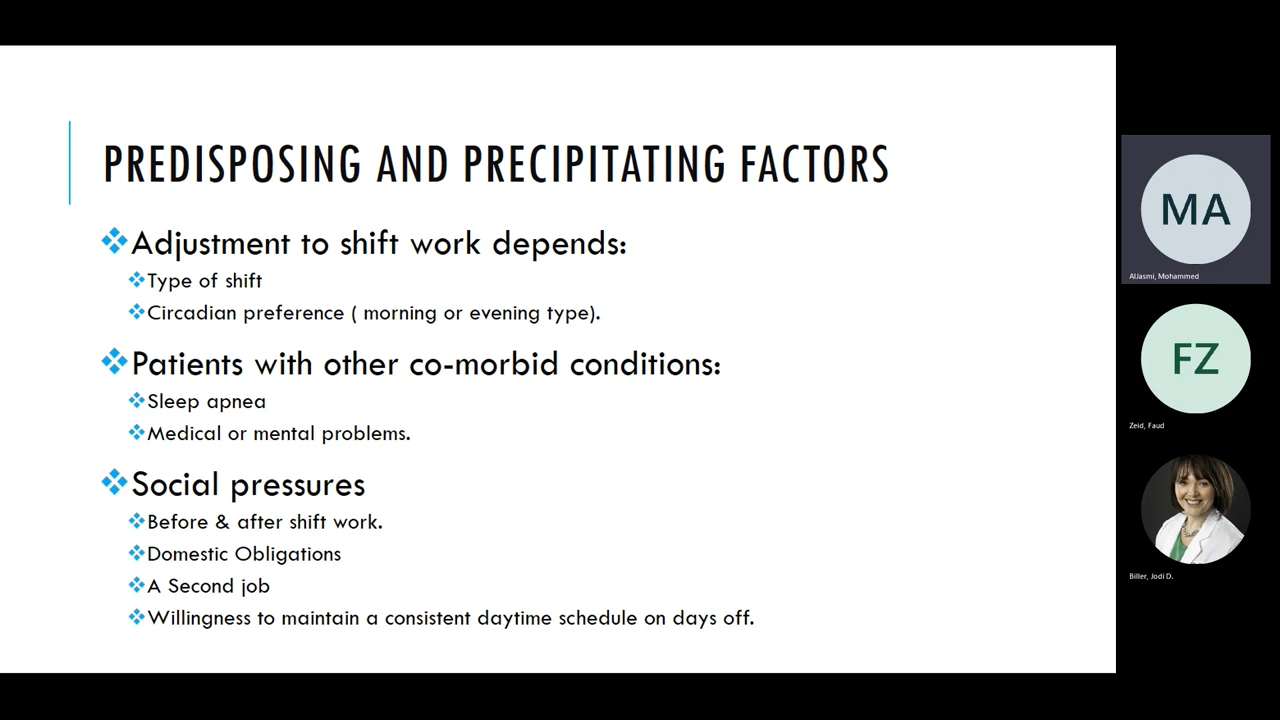 PREDISPOSING AND PRECIPITATING FACTORS
Adjustment to shift work depends:
Type of shift
Circadian preference ( morning or evening type).
Patients with other co-morbid conditions:
Sleep apnea
Medical or mental problems.
Social pressures
Before & after shift work.
Domestic Obligations
A Second job
Willingness to maintain a consistent daytime schedule on days off.
MA
AlJasmi, Mohammed
FZ
Zeid, Faud
Biller, Jodi D.